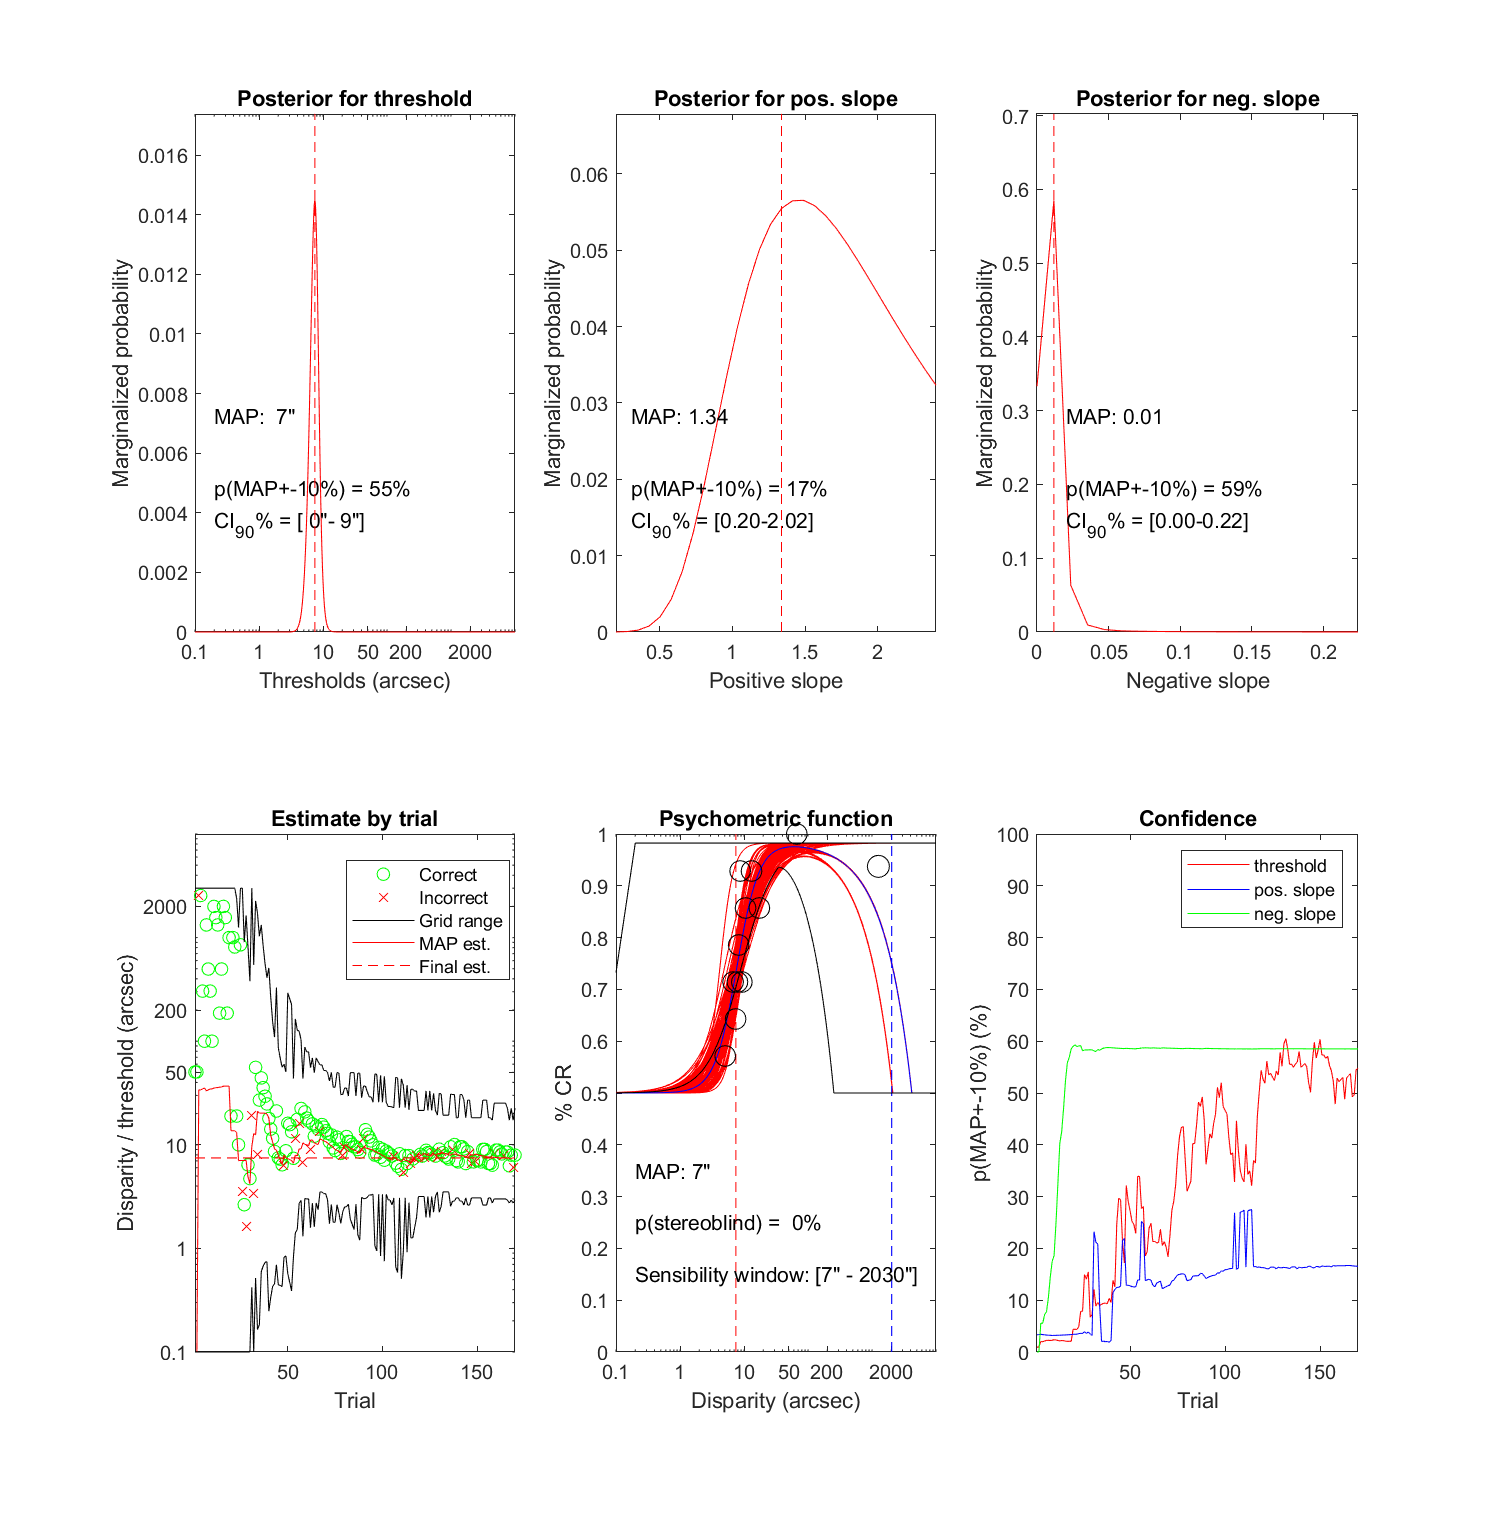 Posterior for threshold
0.016
0.014
0.012
0.01
0.008
0.006
0.004
0.002
0
Marginalized probability
MAP:  7"
p(MAP+-10%) = 55%
CI90% = [ 0"- 9"]
0.1 1 10 50 200 2000
Thresholds (arcsec)
Posterior for pos. slope
0.06
0.05
0.04
0.03
0.02
0.01
0
Marginalized probability
MAP: 1.34
p(MAP+-10%) = 17%
CI90% = [0.20-2.02]
0.5 1 1.5 2
Positive slope
Posterior for neg. slope
0.7
0.6
0.5
0.4
0.3
0.2
0.1
0
Marginalized probability
MAP: 0.01
p(MAP+-10%) = 59%
CI90% = [0.00-0.22]
0 0.05 0.1 0.15 0.2
Negative slope
Estimate by trial
2000
200
50
10
1
0.1
Disparity / threshold (arcsec)
Correct
Incorrect
Grid range
MAP est.
Final est.
50 100 150
Trial
Psychometric function
1
0.9
0.8
0.7
0.6
0.5
0.4
0.3
0.2
0.1
0
% CR
MAP: 7"
p(stereoblind) =  0%
Sensibility window: [7" - 2030"]
0.1 1 10 50 200 2000
Disparity (arcsec)
Confidence
100
90
80
70
60
50
40
30
20
10
0
p(MAP+-10%) (%)
threshold
pos. slope
neg. slope
50 100 150
Trial